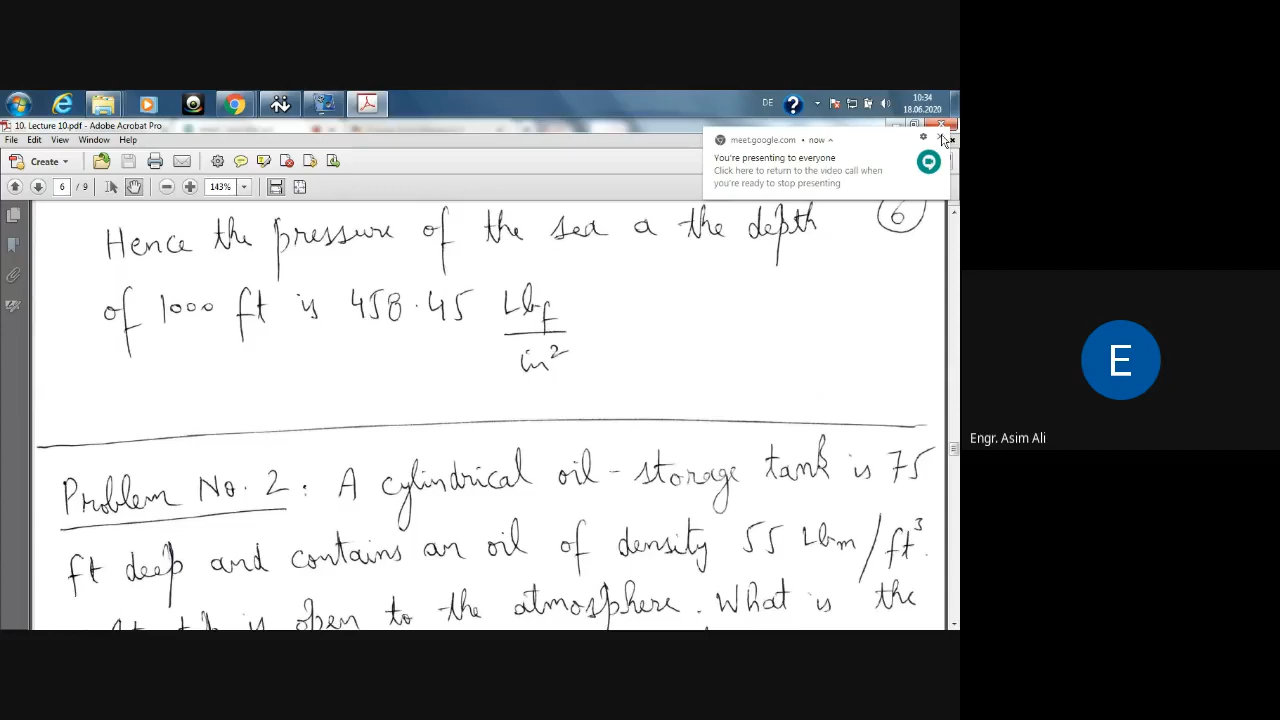 DE
10:34
18.06.2020
10. Lecture 10.pdf - Adobe Acrobat Pro
File Edit View Window Help
meet.google.com • now
You're presenting to everyone
Click here to return to the video call when
you're ready to stop presenting
Create
6 / 9
143%
6
Hence the pressure of the sea a the depth
of 1000 ft is 458.45 Lbf
in²
Problem No. 2 : A cylindrical oil-storage tank is 75
ft deep and contains an oil of density 55 Lbm/ft³.
is open to the atmosphere. What is the
E
Engr. Asim Ali